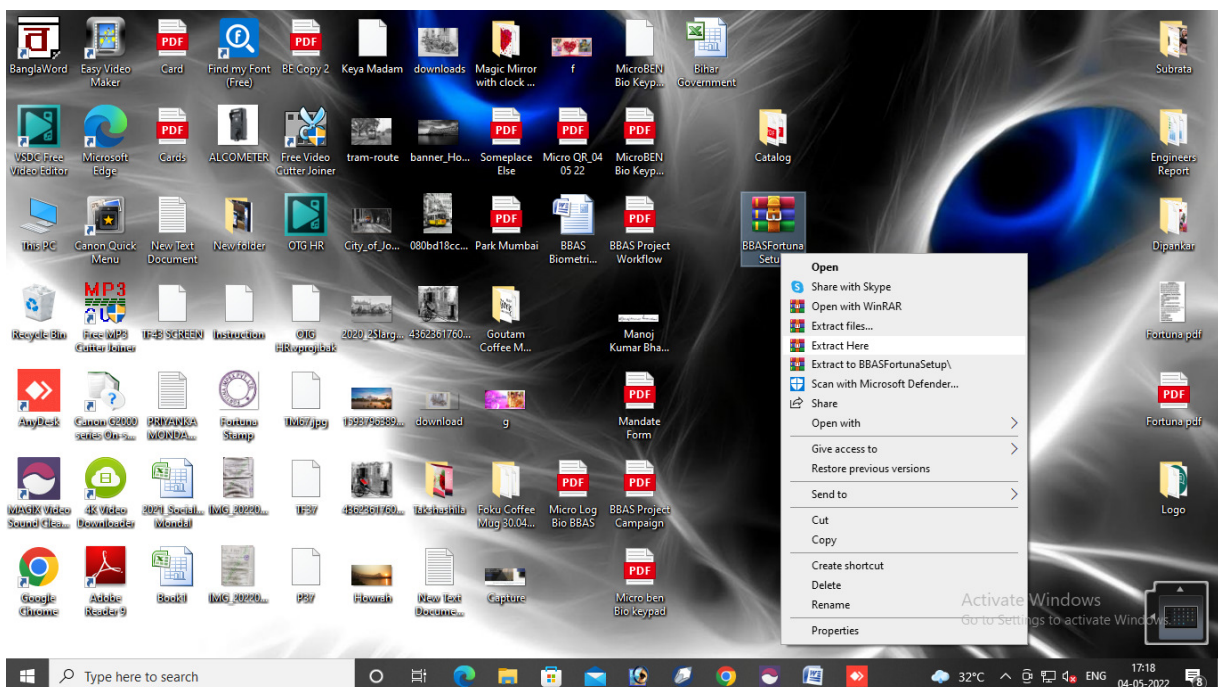 BanglaWord
Easy Video
Maker
Card
Find my Font
(Free)
BE Copy 2
Keya Madam
downloads
Magic Mirror
with clock ...
f
MicroBEN
Bio Keyp...
Bihar
Government
Subrata
VSDC Free
Video Editor
Microsoft
Edge
Cards
ALCOMETER
Free Video
Cutter Joiner
tram-route
banner_Ho...
Someplace
Else
Micro QR_04
05 22
MicroBEN
Bio Keyp...
Catalog
Engineers
Report
This PC
Canon Quick
Menu
New Text
Document
New folder
OTG HR
City_of_Jo...
080bd18cc...
Park Mumbai
BBAS
Biometri...
BBAS Project
Workflow
BBASFortuna
Setu
Dipankar
Recycle Bin
Free MP3
Cutter Joiner
TF43 SCREEN
Instruction
OTG
HR.vprojibak
2020_2$larg...
4362361760...
Goutam
Coffee M...
Manoj
Kumar Bha...
Fortuna pdf
AnyDesk
Canon G2000
series On-s...
PRIYANKA
MONDA...
Fortune
Stamp
TM67.jpg
1593796589...
download
g
Mandate
Form
Fortuna pdf
MAGIX Video
Sound Clea...
4K Video
Downloader
2021_Social...
Mondal
IMG_20220...
TF37
4362361760...
Takshashila
Foku Coffee
Mug 30.04...
Micro Log
Bio BBAS
BBAS Project
Campaign
Logo
Google
Chrome
Adobe
Reader 9
Book1
IMG_20220...
P37
Howrah
New Text
Docume...
Capture
Micro ben
Bio keypad
Open
Share with Skype
Open with WinRAR
Extract files...
Extract Here
Extract to BBASFortunaSetup\
Scan with Microsoft Defender...
Share
Open with
Give access to
Restore previous versions
Send to
Cut
Copy
Create shortcut
Delete
Rename
Properties
Activate Windows
Go to Settings to activate Windows.
Type here to search
32°C
ENG
17:18
04-05-2022
8